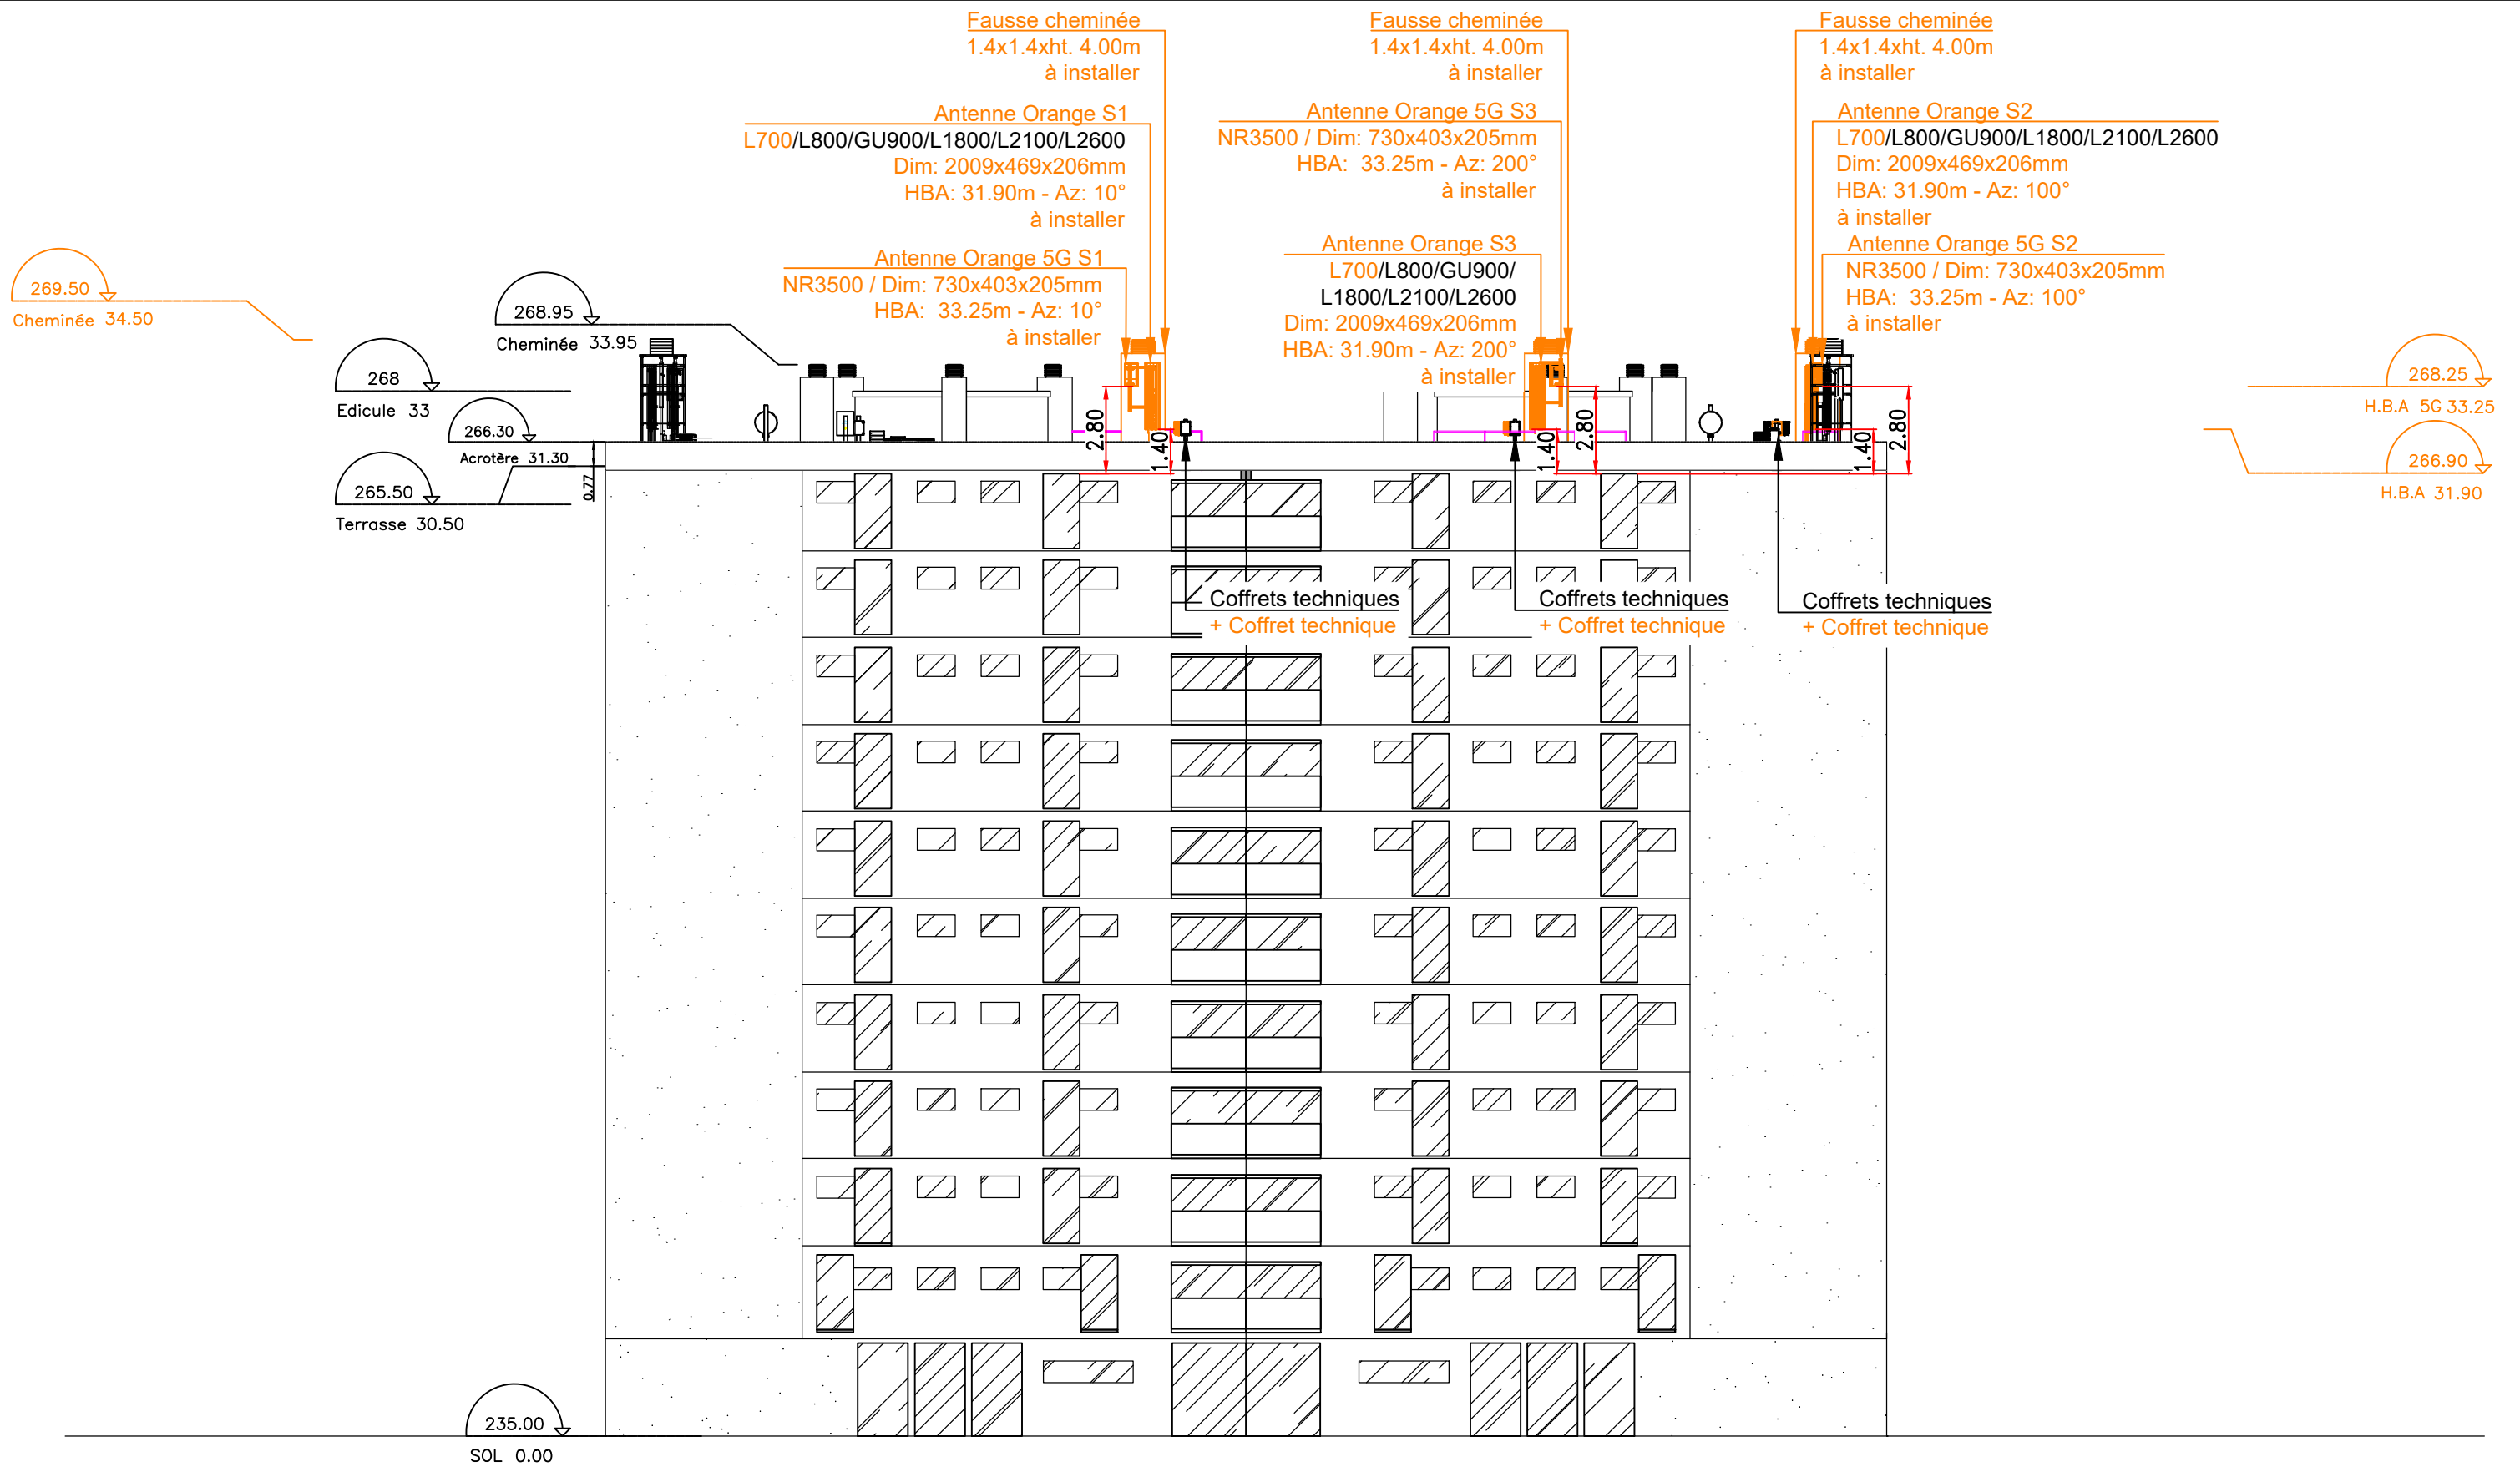 Fausse cheminée
1.4x1.4xht. 4.00m
à installer
Fausse cheminée
1.4x1.4xht. 4.00m
à installer
Fausse cheminée
1.4x1.4xht. 4.00m
à installer
Antenne Orange S1
L700/L800/GU900/L1800/L2100/L2600
Dim: 2009x469x206mm
HBA: 31.90m - Az: 10°
à installer
Antenne Orange 5G S3
NR3500 / Dim: 730x403x205mm
HBA: 33.25m - Az: 200°
à installer
Antenne Orange S2
L700/L800/GU900/L1800/L2100/L2600
Dim: 2009x469x206mm
HBA: 31.90m - Az: 100°
à installer
Antenne Orange 5G S1
NR3500 / Dim: 730x403x205mm
HBA: 33.25m - Az: 10°
à installer
Antenne Orange S3
L700/L800/GU900/
L1800/L2100/L2600
Dim: 2009x469x206mm
HBA: 31.90m - Az: 200°
à installer
Antenne Orange 5G S2
NR3500 / Dim: 730x403x205mm
HBA: 33.25m - Az: 100°
à installer
269.50
Cheminée 34.50
268.95
Cheminée 33.95
268
Edicule 33
266.30
Acrotère 31.30
265.50
Terrasse 30.50
0.77
2.80
1.40
1.40
2.80
1.40
2.80
268.25
H.B.A 5G 33.25
266.90
H.B.A 31.90
Coffrets techniques
+ Coffret technique
Coffrets techniques
+ Coffret technique
Coffrets techniques
+ Coffret technique
235.00
SOL 0.00